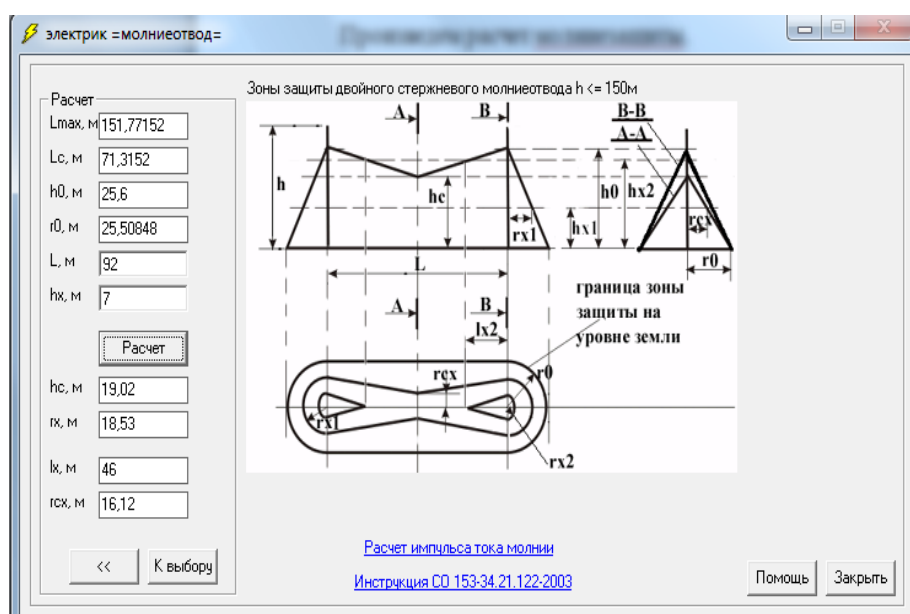 электрик =молниеотвод=
Произведем расчет молниезащиты.
Зоны защиты двойного стержневого молниеотвода h <= 150м
Расчет
Lmax, м 151,77152
Lc, м 71,3152
h0, м 25,6
r0, м 25,50848
L, м 92
hx, м 7
Расчет
hc, м 19,02
rx, м 18,53
lx, м 46
rcx, м 16,12
<< К выбору
A B B-B
A-A
h hc h0 hx2
rx1 hx1 rcx
L r0
граница зоны
защиты на
уровне земли
A B
lx2
rcx r0
rx1
rx2
Расчет импульса тока молнии
Инструкция СО 153-34.21.122-2003
Помощь Закрыть